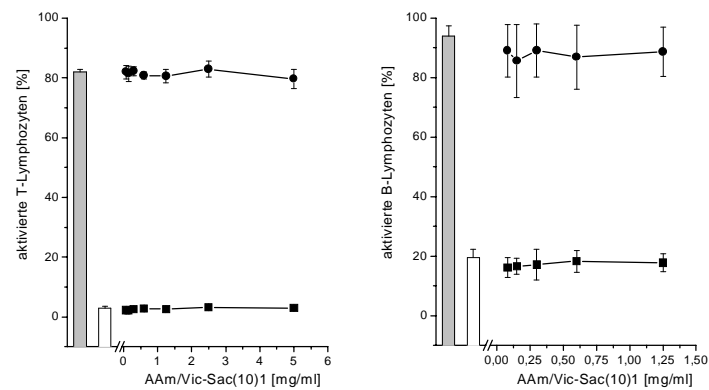 100
80
60
40
20
0
aktivierte T-Lymphozyten [%]
0 1 2 3 4 5 6
AAm/Vic-Sac(10)1 [mg/ml]
100
80
60
40
20
0
aktivierte B-Lymphozyten [%]
0,00 0,25 0,50 0,75 1,00 1,25 1,50
AAm/Vic-Sac(10)1 [mg/ml]